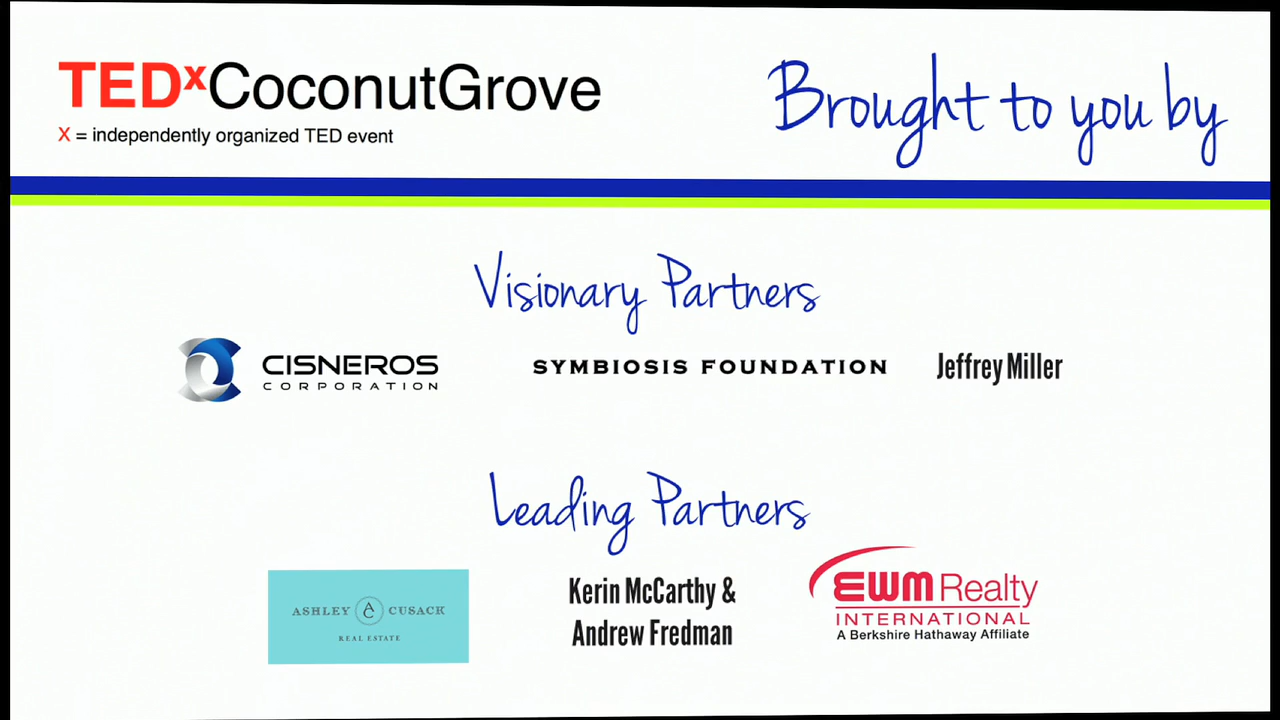 TEDxCoconutGrove
X = independently organized TED event
Brought to you by
Visionary Partners
CISNEROS
CORPORATION
SYMBIOSIS FOUNDATION
Jeffrey Miller
Leading Partners
ASHLEY AC CUSACK
REAL ESTATE
Kerin McCarthy &
Andrew Fredman
EWM Realty
INTERNATIONAL
A Berkshire Hathaway Affiliate